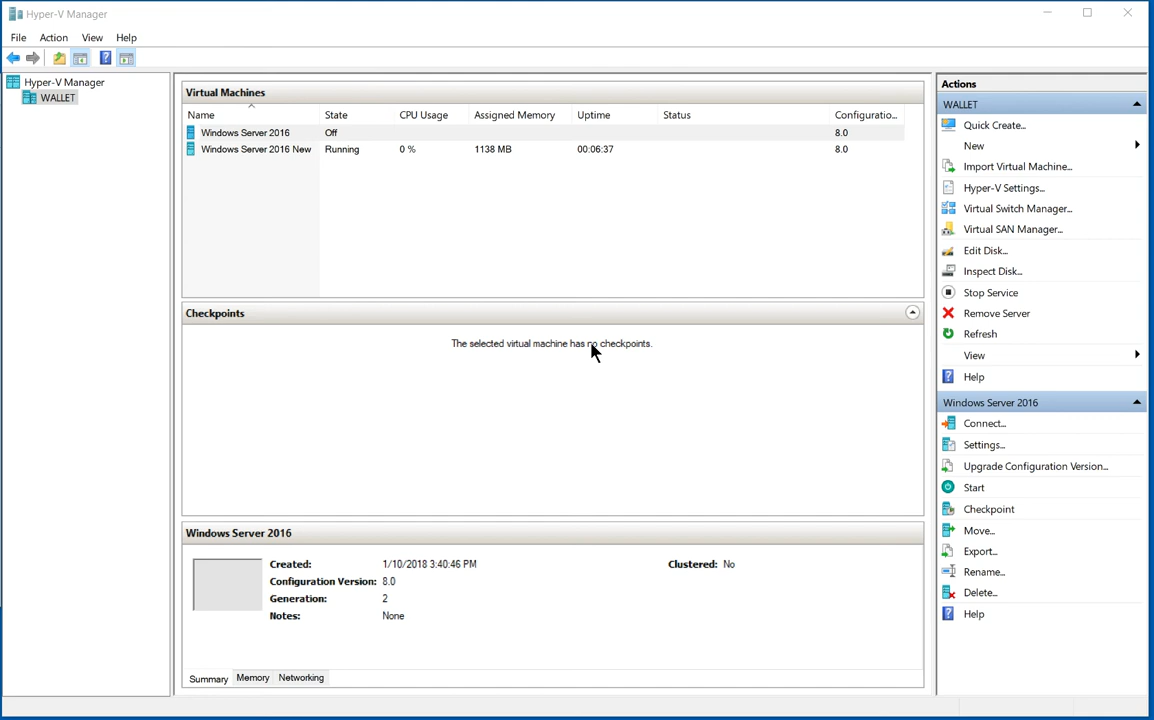 Hyper-V Manager
File Action View Help
Hyper-V Manager
WALLET
Virtual Machines
Name State CPU Usage Assigned Memory Uptime Status Configuratio...
Windows Server 2016 Off 8.0
Windows Server 2016 New Running 0 % 1138 MB 00:06:37 8.0
Checkpoints
The selected virtual machine has no checkpoints.
Windows Server 2016
Created: 1/10/2018 3:40:46 PM Clustered: No
Configuration Version: 8.0
Generation: 2
Notes: None
Summary Memory Networking
Actions
WALLET
Quick Create...
New
Import Virtual Machine...
Hyper-V Settings...
Virtual Switch Manager...
Virtual SAN Manager...
Edit Disk...
Inspect Disk...
Stop Service
Remove Server
Refresh
View
Help
Windows Server 2016
Connect...
Settings...
Upgrade Configuration Version...
Start
Checkpoint
Move...
Export...
Rename...
Delete...
Help